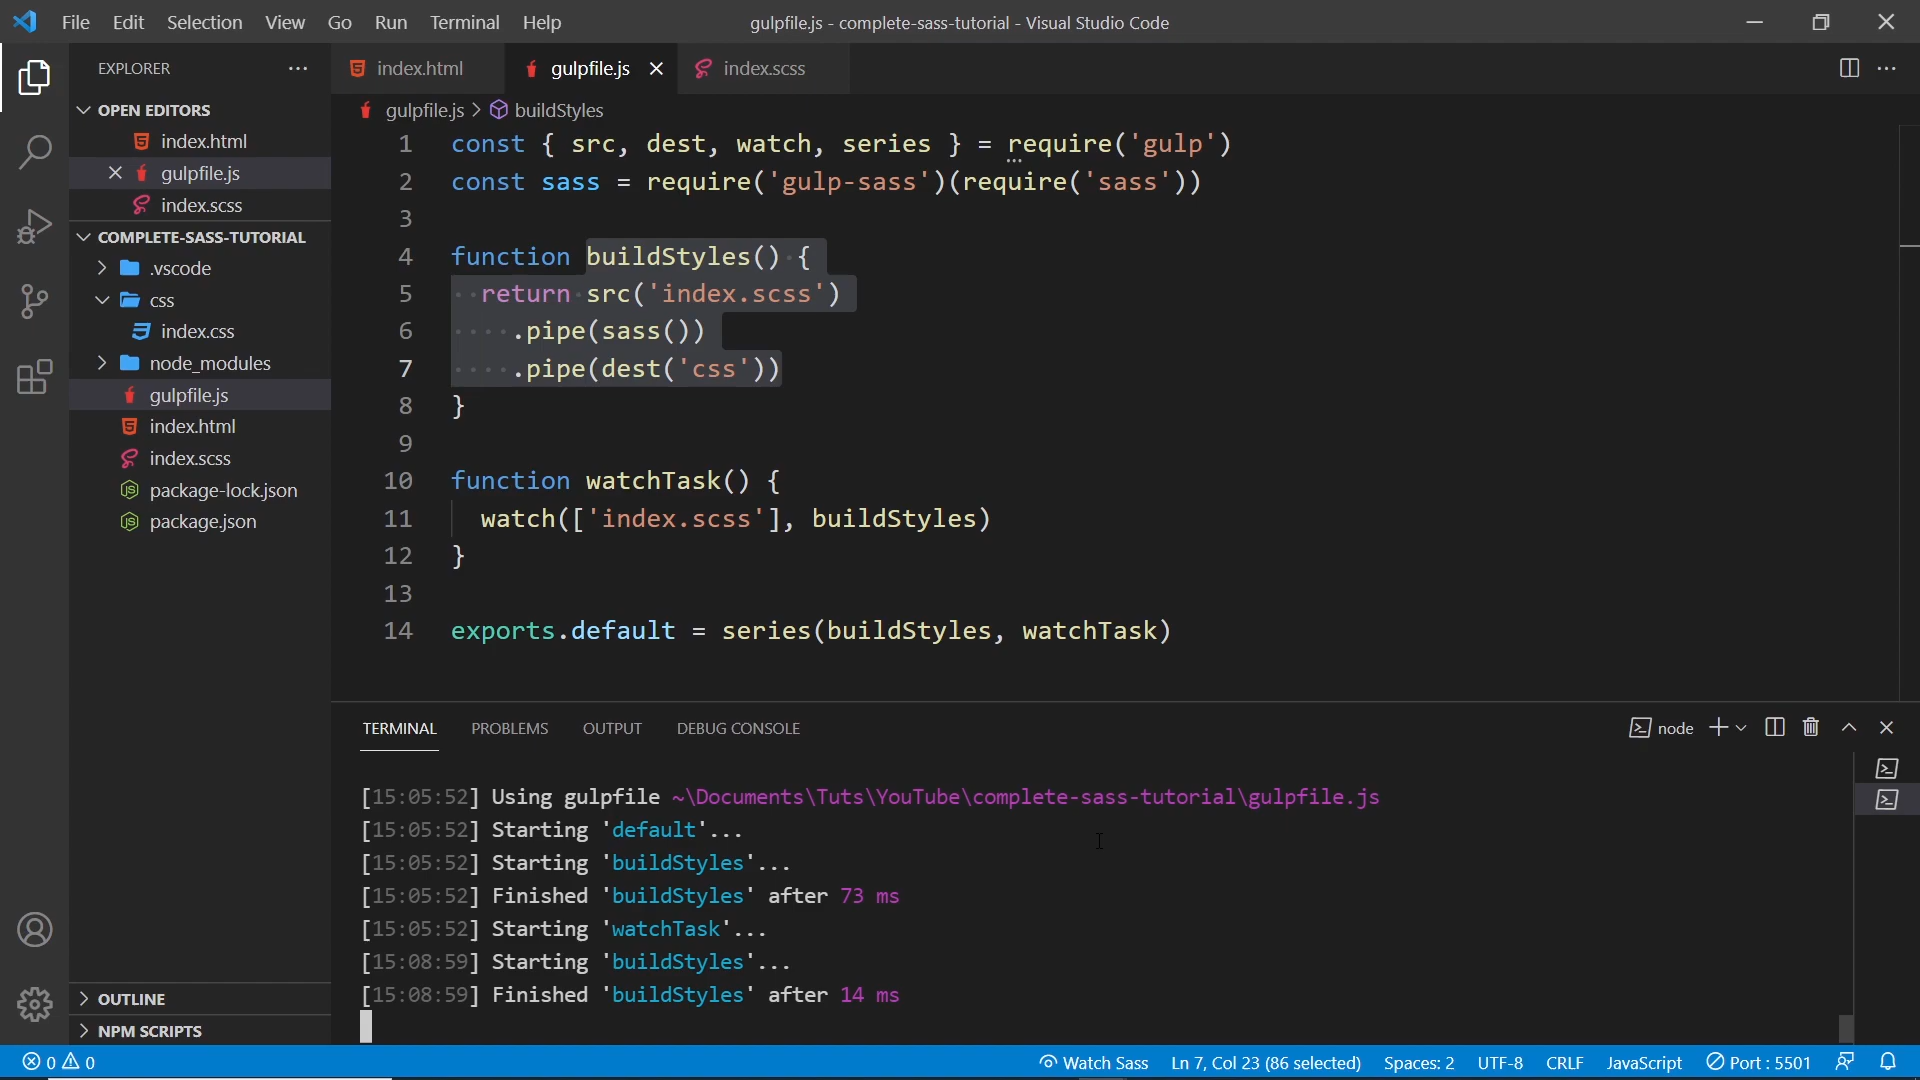 File Edit Selection View Go Run Terminal Help
gulpfile.js - complete-sass-tutorial - Visual Studio Code
EXPLORER
OPEN EDITORS
index.html
gulpfile.js
index.scss
COMPLETE-SASS-TUTORIAL
.vscode
css
index.css
node_modules
gulpfile.js
index.html
index.scss
package-lock.json
package.json
OUTLINE
NPM SCRIPTS
index.html gulpfile.js index.scss
gulpfile.js > buildStyles
1 const { src, dest, watch, series } = require('gulp')
2 const sass = require('gulp-sass')(require('sass'))
3
4 function buildStyles() {
5 return src('index.scss')
6 .pipe(sass())
7 .pipe(dest('css'))
8 }
9
10 function watchTask() {
11 watch(['index.scss'], buildStyles)
12 }
13
14 exports.default = series(buildStyles, watchTask)
TERMINAL PROBLEMS OUTPUT DEBUG CONSOLE
node
[15:05:52] Using gulpfile ~\Documents\Tuts\YouTube\complete-sass-tutorial\gulpfile.js
[15:05:52] Starting 'default'...
[15:05:52] Starting 'buildStyles'...
[15:05:52] Finished 'buildStyles' after 73 ms
[15:05:52] Starting 'watchTask'...
[15:08:59] Starting 'buildStyles'...
[15:08:59] Finished 'buildStyles' after 14 ms
0 0
Watch Sass Ln 7, Col 23 (86 selected) Spaces: 2 UTF-8 CRLF JavaScript Port : 5501